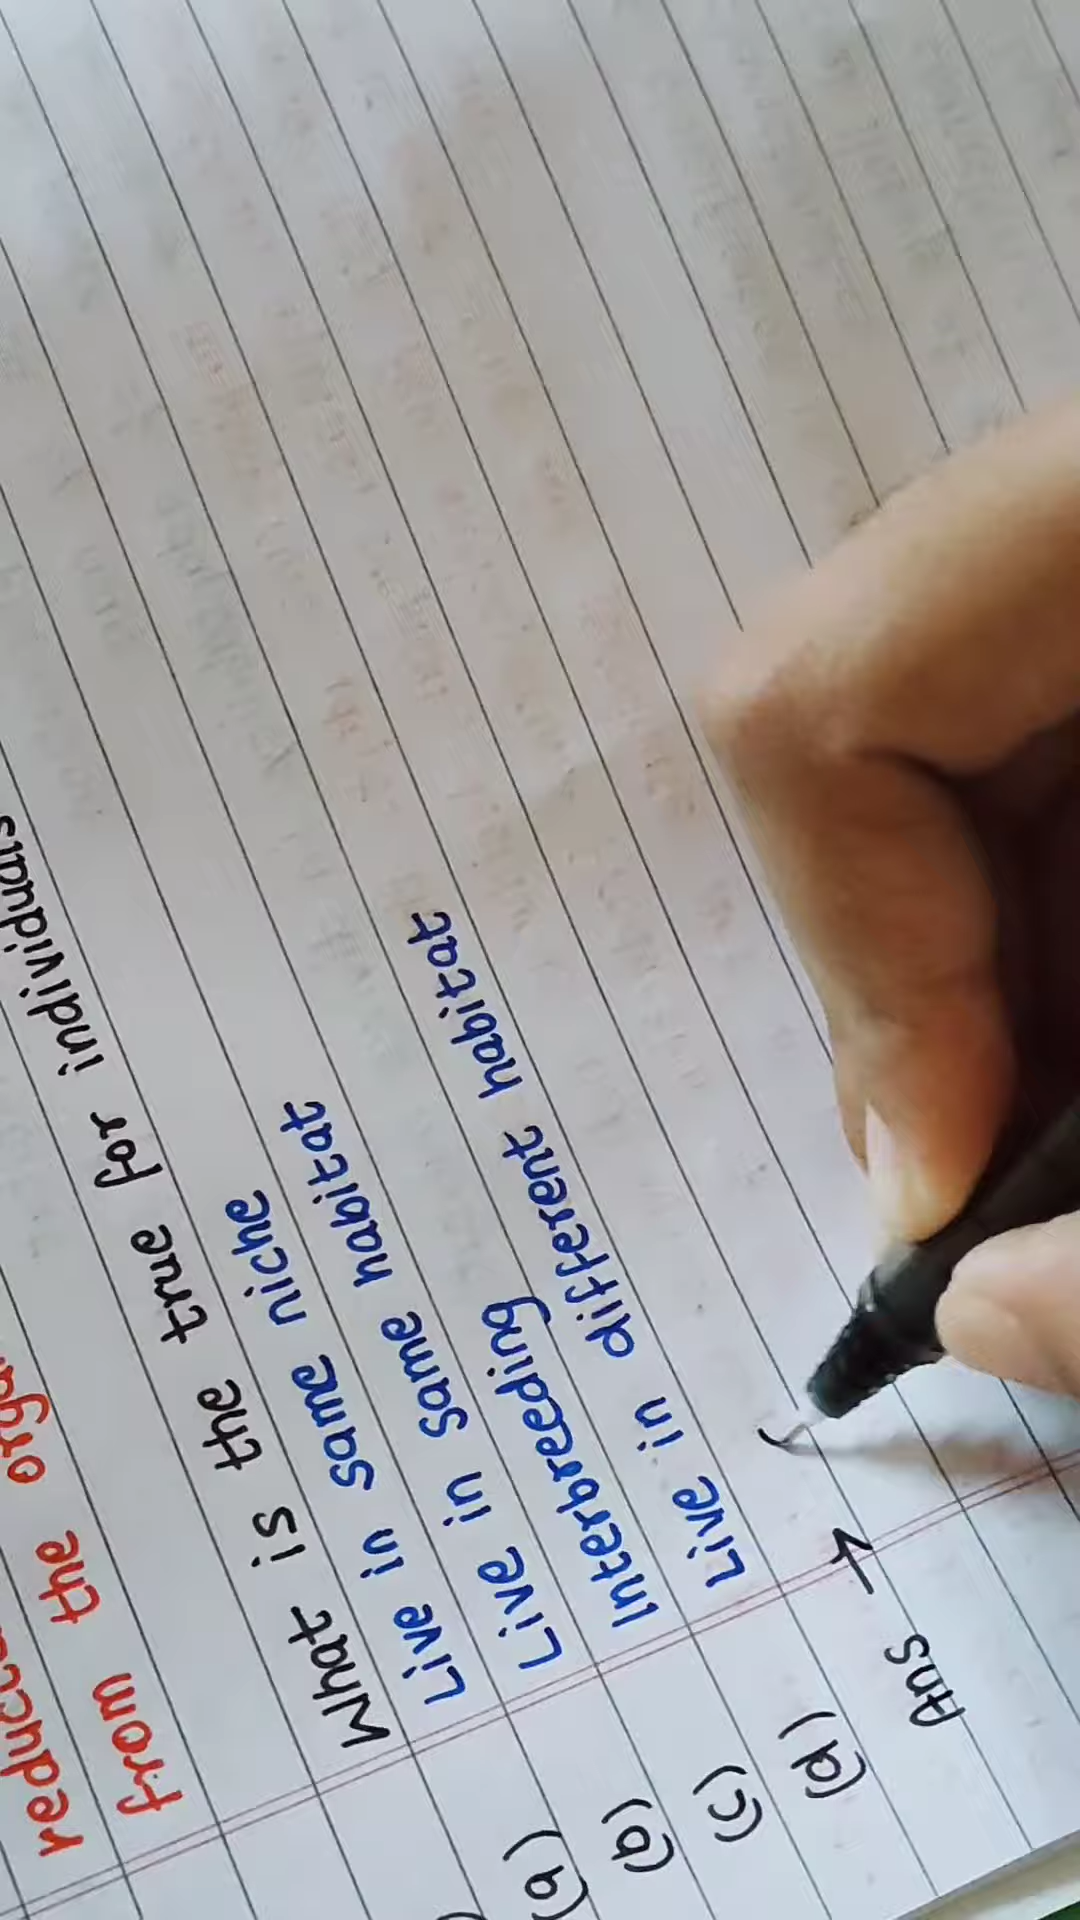 from the
What is the true for individuals
(a) Live in same niche
(b) Live in same habitat
(c) Interbreeding
(d) Live in different habitat
Ans →